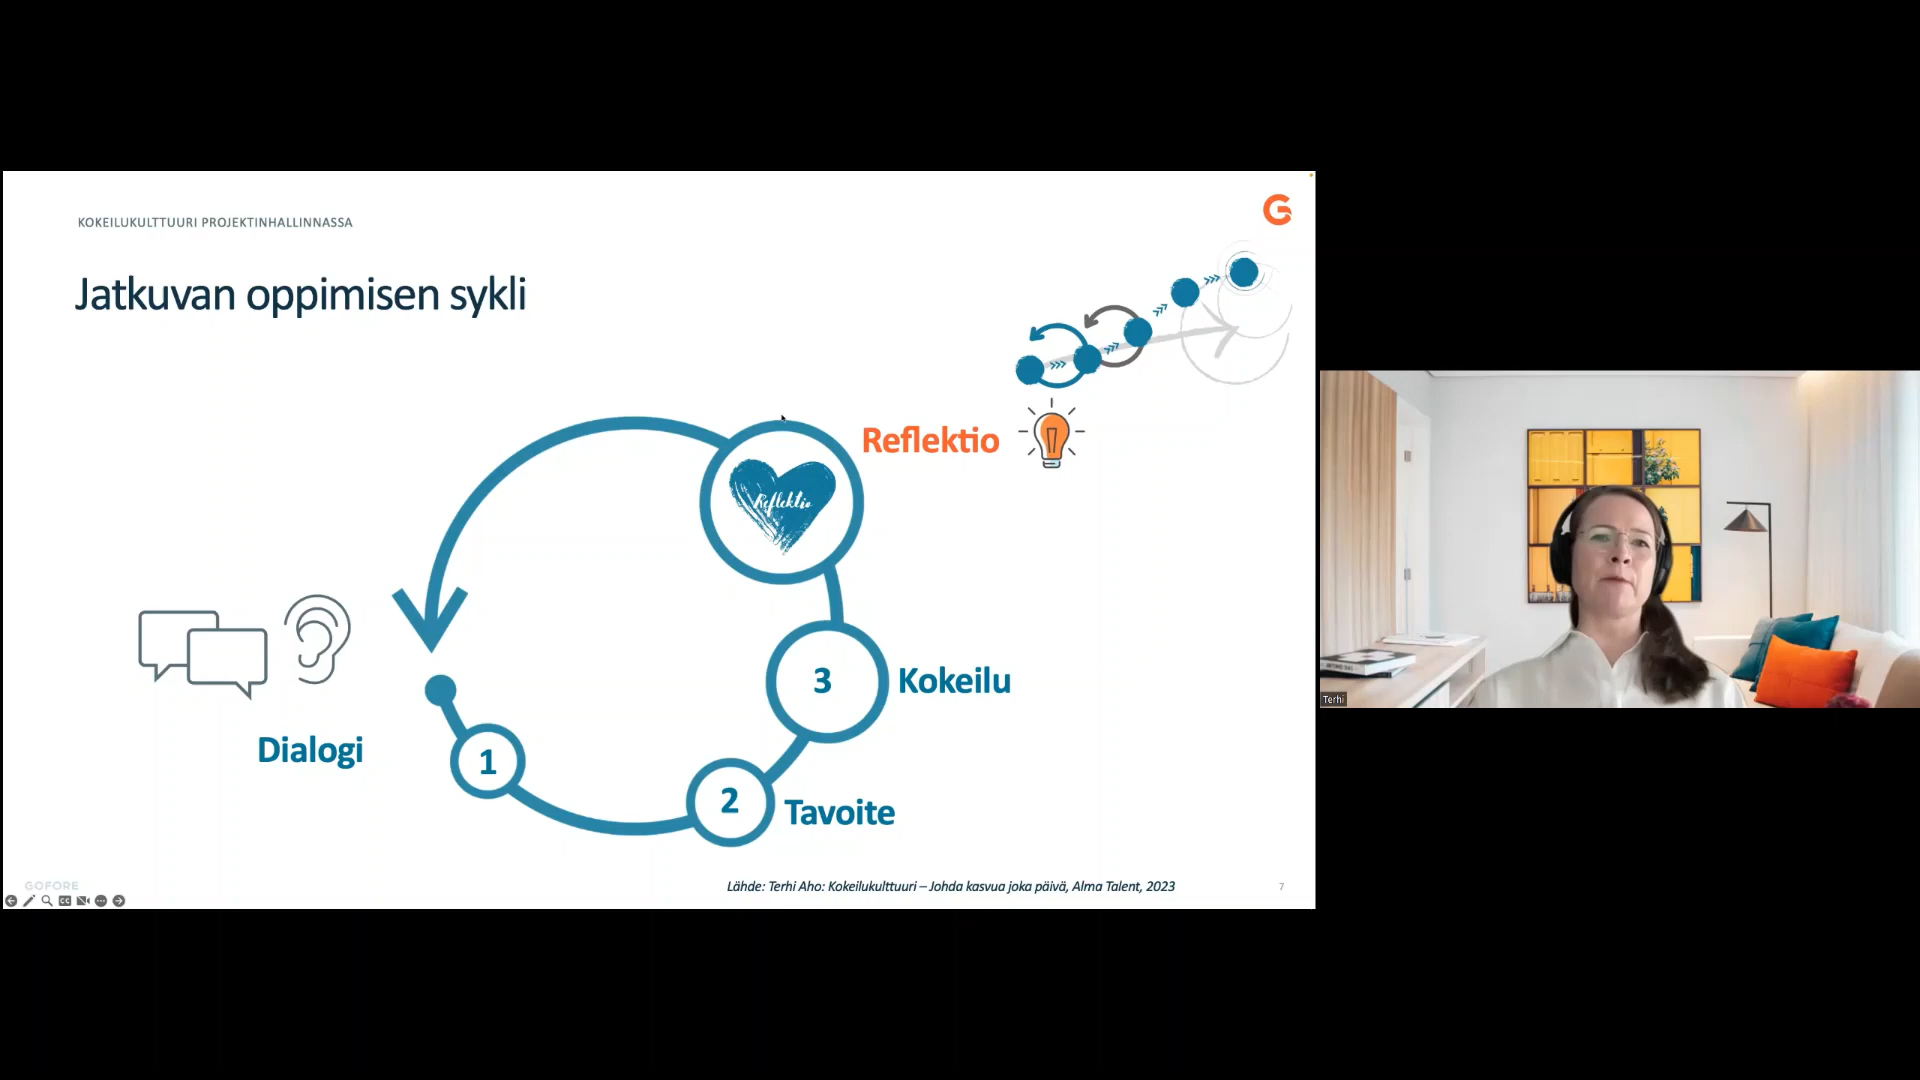 KOKEILUKULTTUURI PROJEKTINHALLINNASSA
Jatkuvan oppimisen sykli
Reflektio
Reflektio
3
Kokeilu
Dialogi
1
2
Tavoite
Terhi
GOFORE
Lähde: Terhi Aho: Kokeilukulttuuri – Johda kasvua joka päivä, Alma Talent, 2023
7